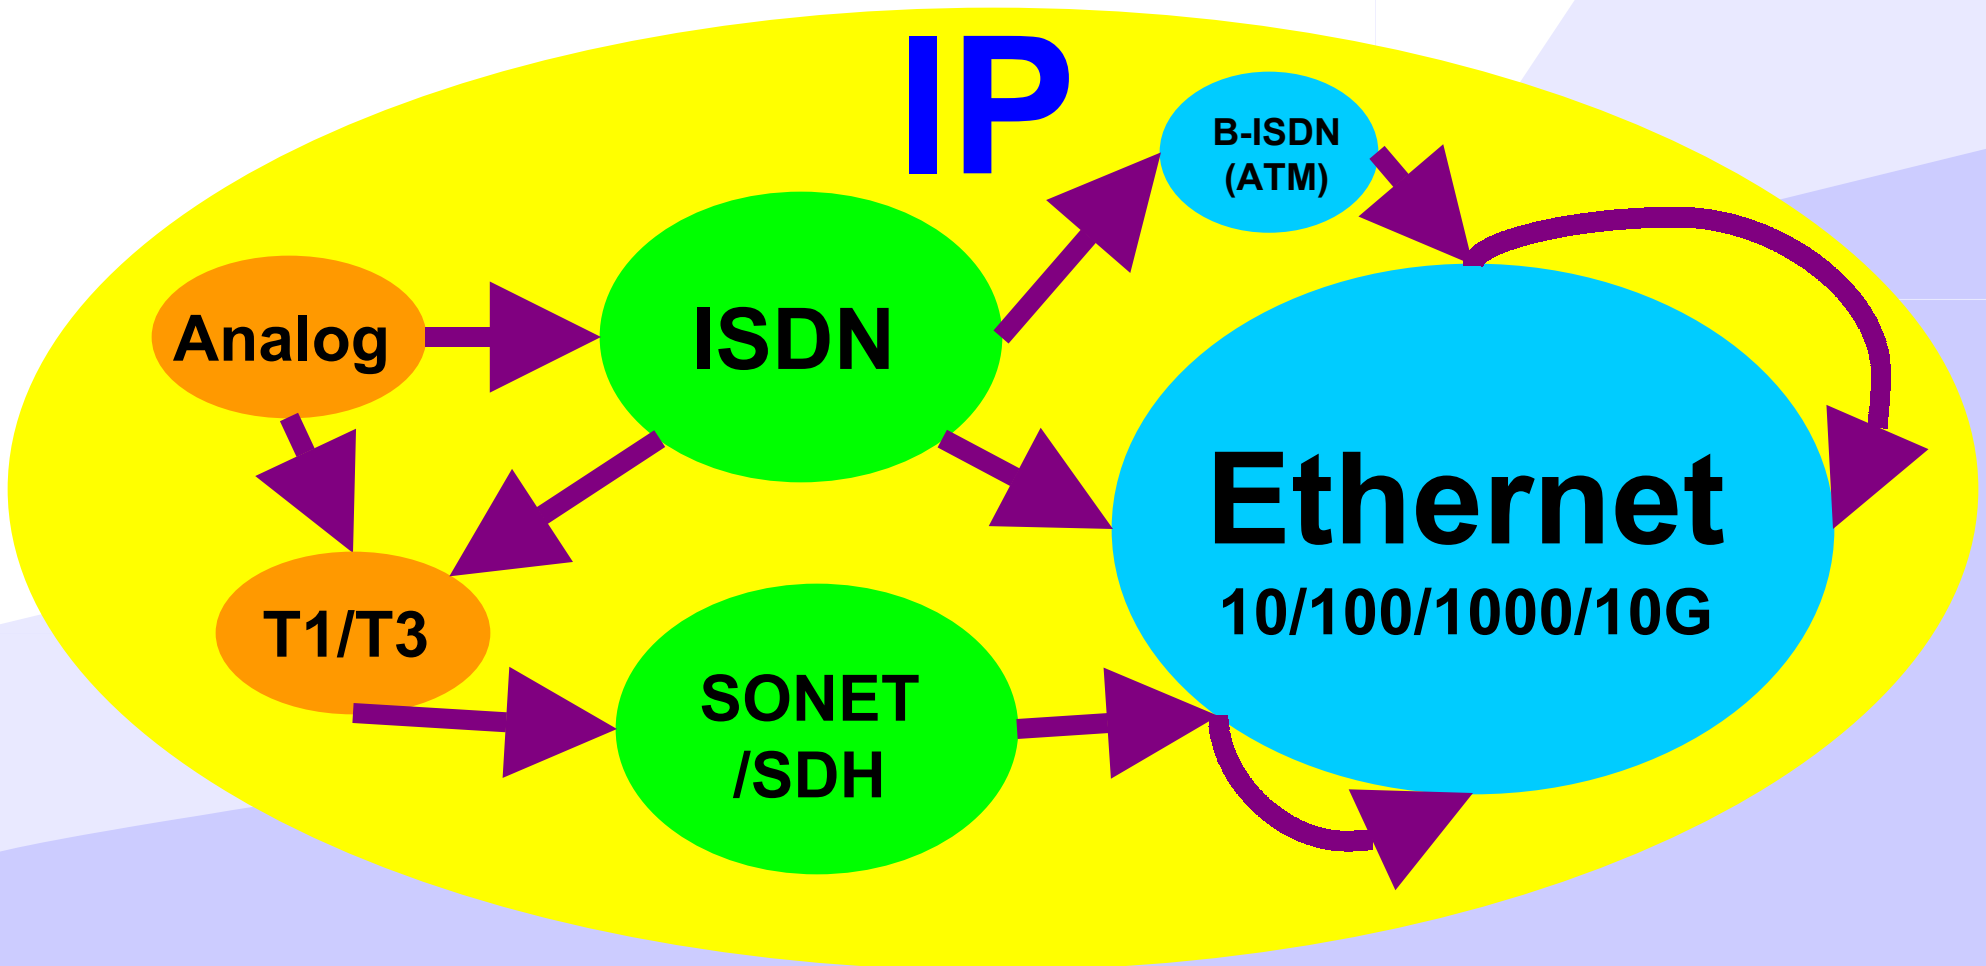 IP
B-ISDN
(ATM)
Analog
ISDN
Ethernet
10/100/1000/10G
T1/T3
SONET
/SDH